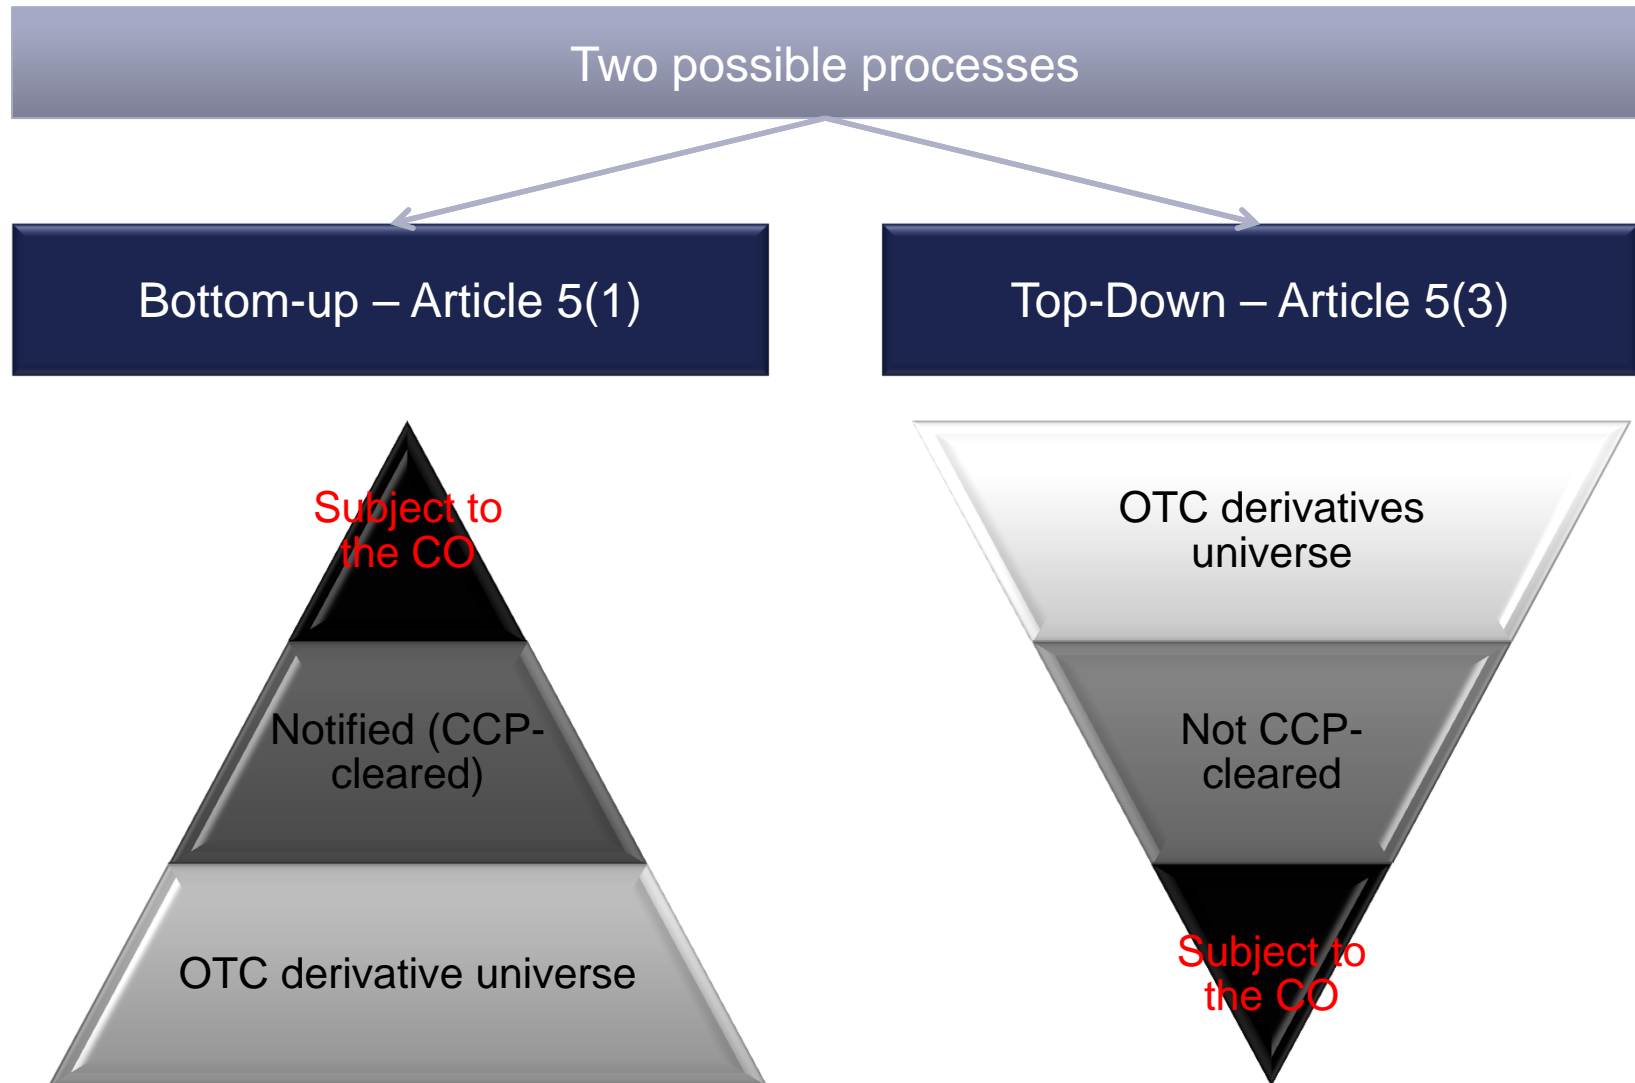 Two possible processes
Bottom-up – Article 5(1)
Top-Down – Article 5(3)
Subject to
the CO
Notified (CCP-
cleared)
OTC derivative universe
OTC derivatives
universe
Not CCP-
cleared
Subject to
the CO